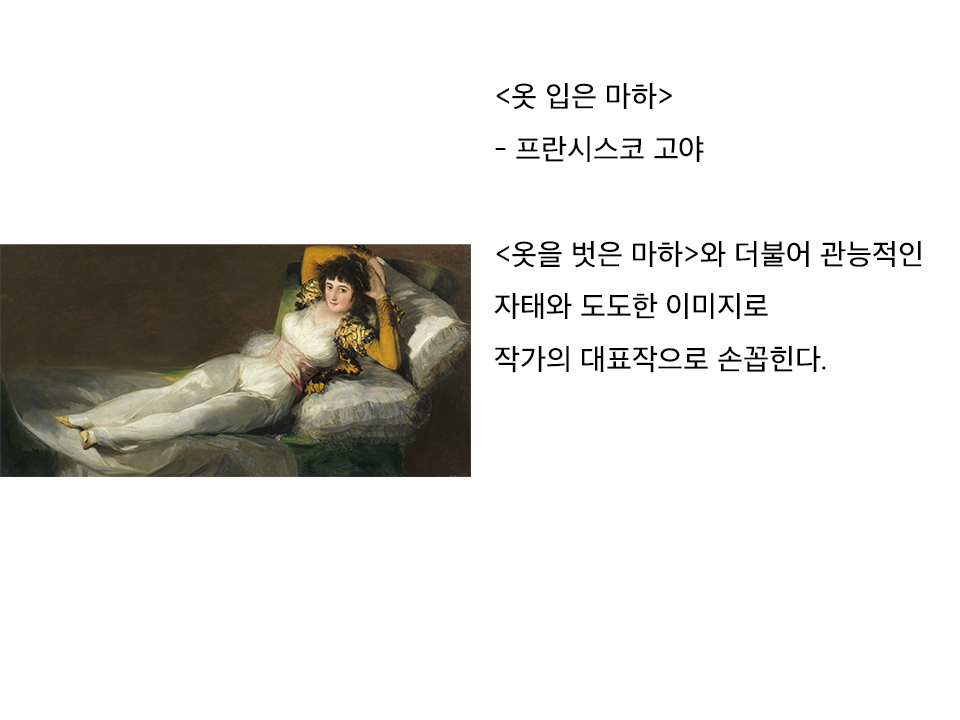 <옷 입은 마하>
- 프란시스코 고야
<옷을 벗은 마하>와 더불어 관능적인
자태와 도도한 이미지로
작가의 대표작으로 손꼽힌다.